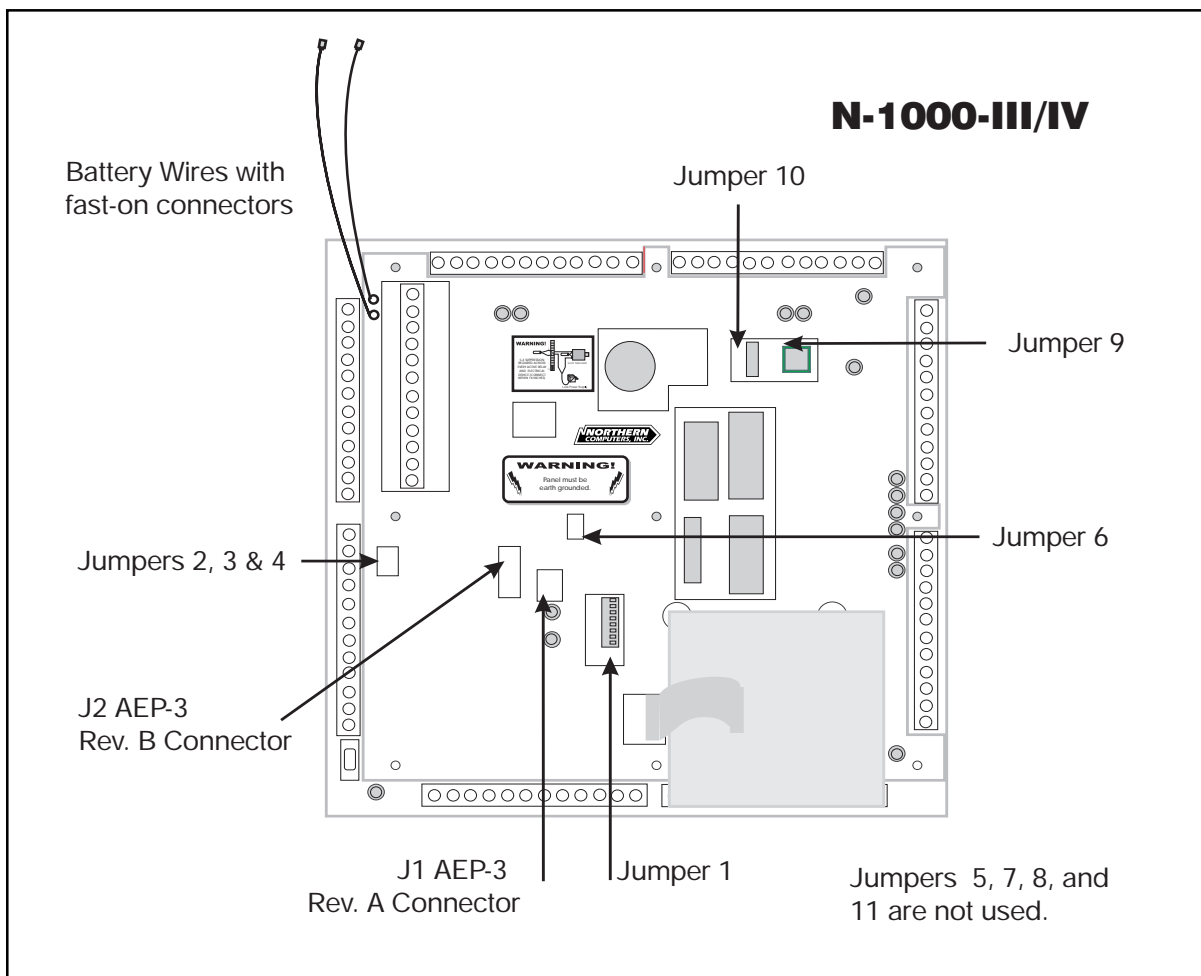 N-1000-III/IV
Battery Wires with
fast-on connectors
Jumper 10
Jumper 9
WARNING!
NORTHERN
COMPUTERS, INC.
WARNING!
Panel must be
earth grounded.
Jumpers 2, 3 & 4
Jumper 6
J2 AEP-3
Rev. B Connector
J1 AEP-3
Rev. A Connector
Jumper 1
Jumpers 5, 7, 8, and
11 are not used.